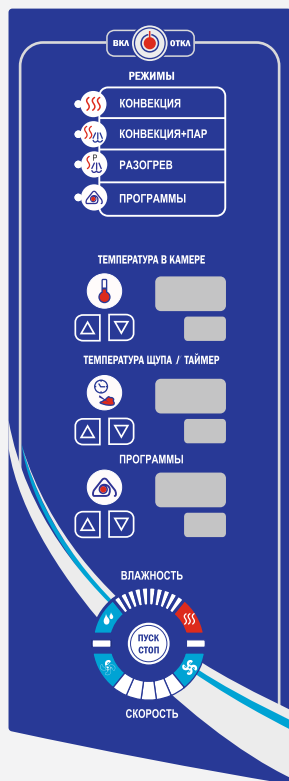 ВКЛ ОТКЛ
РЕЖИМЫ
КОНВЕКЦИЯ
КОНВЕКЦИЯ+ПАР
P
РАЗОГРЕВ
ПРОГРАММЫ
ТЕМПЕРАТУРА В КАМЕРЕ
ТЕМПЕРАТУРА ЩУПА / ТАЙМЕР
ПРОГРАММЫ
ВЛАЖНОСТЬ
ПУСК
СТОП
СКОРОСТЬ